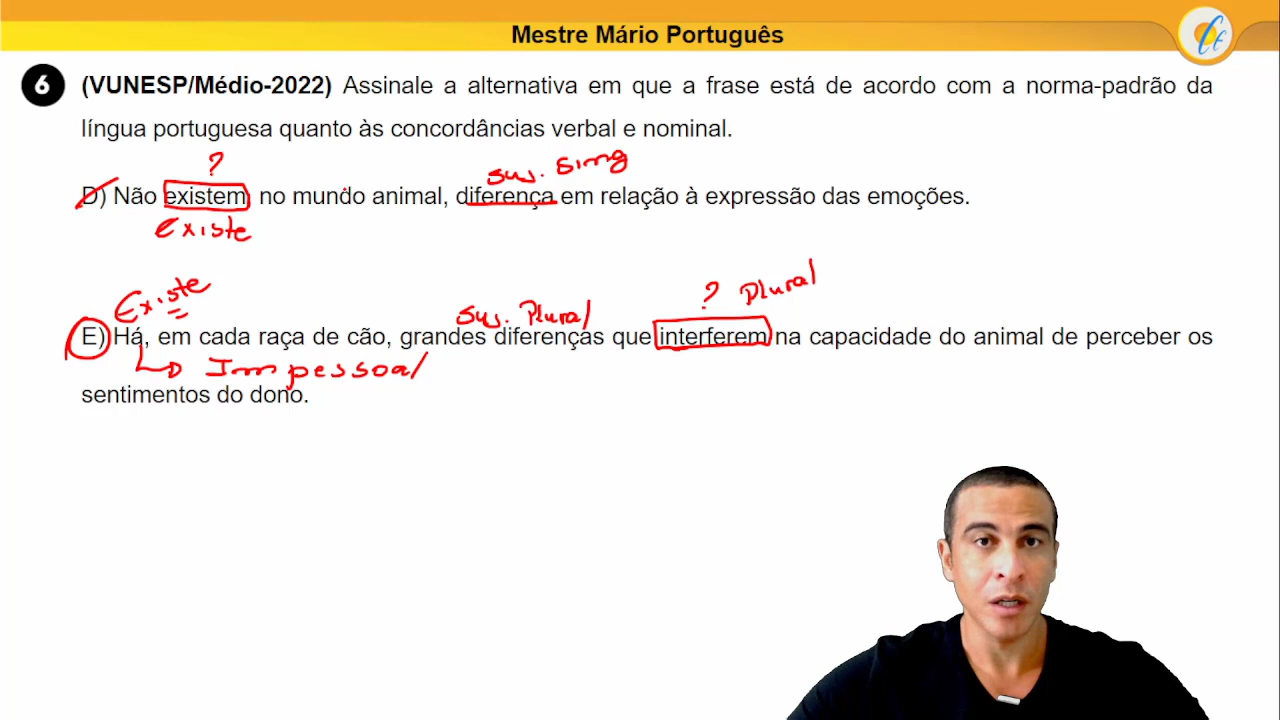 Mestre Mário Português
6 (VUNESP/Médio-2022) Assinale a alternativa em que a frase está de acordo com a norma-padrão da
língua portuguesa quanto às concordâncias verbal e nominal.
? sus. sing
D) Não existem, no mundo animal, diferença em relação à expressão das emoções.
Existe
Existe sus. Plural ? Plural
E) Há, em cada raça de cão, grandes diferenças que interferem na capacidade do animal de perceber os
Impessoal
sentimentos do dono.